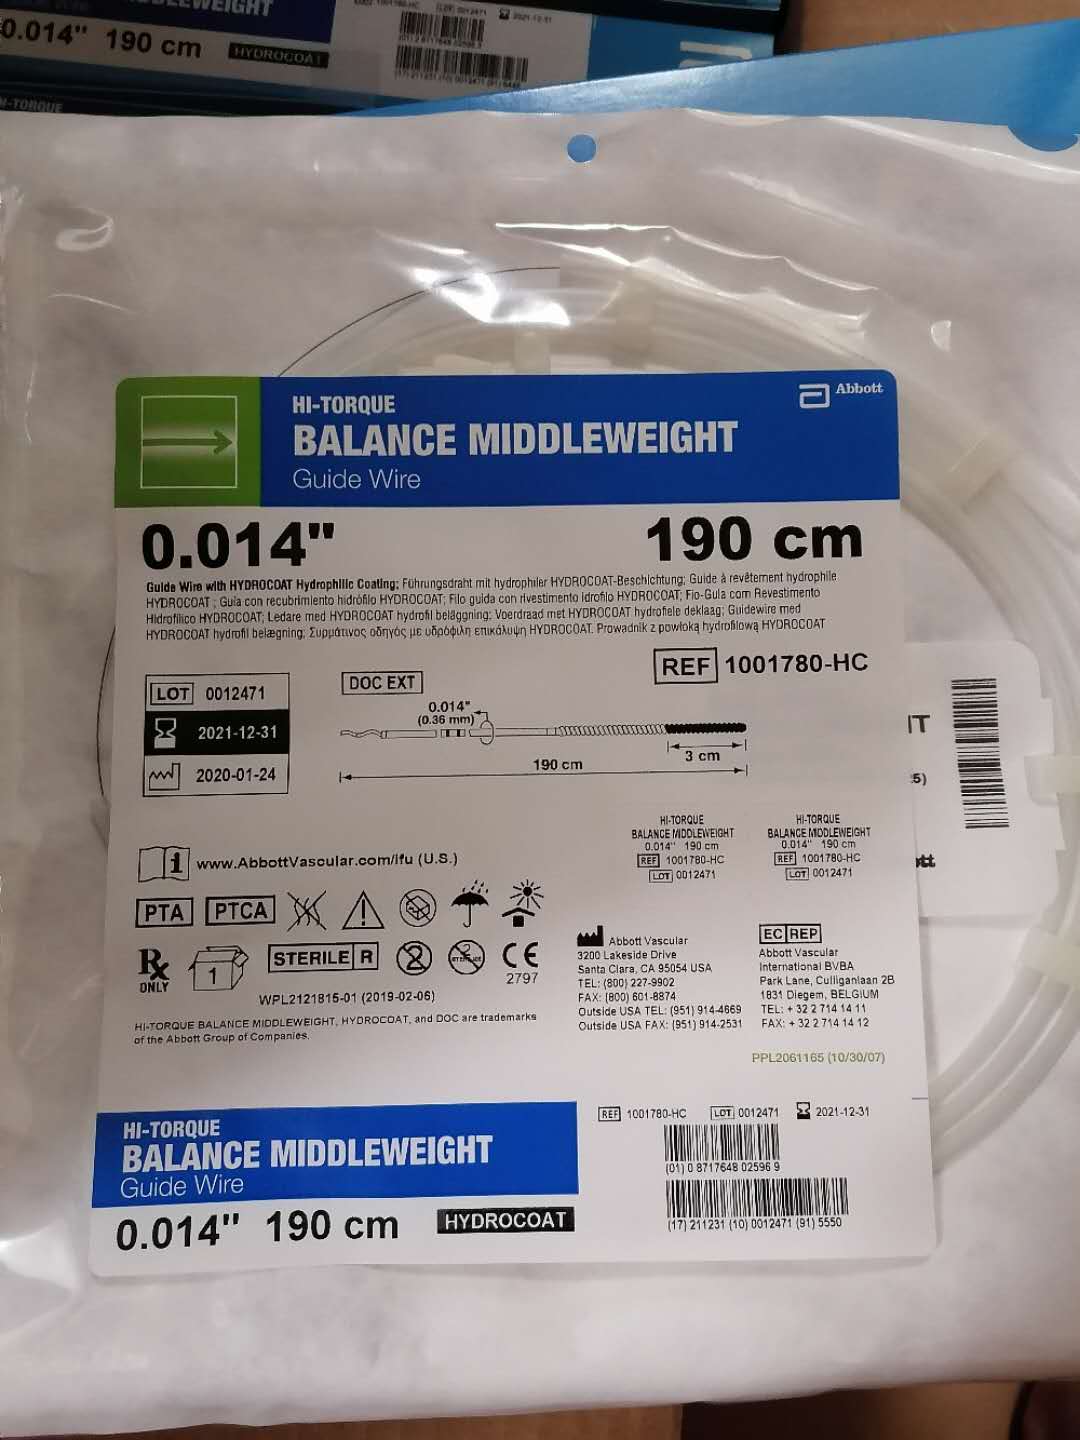 MIDDLEWEIGHT
0.014" 190 cm HYDROCOAT
HI-TORQUE
HI-TORQUE
BALANCE MIDDLEWEIGHT
Guide Wire
Abbott
0.014" 190 cm
Guide Wire with HYDROCOAT Hydrophilic Coating; Führungsdraht mit hydrophiler HYDROCOAT-Beschichtung; Guide à revêtement hydrophile
HYDROCOAT ; Guía con recubrimiento hidrófilo HYDROCOAT; Filo guida con rivestimento idrofilo HYDROCOAT; Fio-Guia com Revestimento
Hidrofílico HYDROCOAT; Ledare med HYDROCOAT hydrofil beläggning; Voerdraad met HYDROCOAT hydrofiele deklaag; Guidewire med
HYDROCOAT hydrofil belægning; Συρμάτινος οδηγός με υδρόφιλη επικάλυψη HYDROCOAT. Prowadnik z powłoką hydrofilową HYDROCOAT
REF 1001780-HC
LOT 0012471
2021-12-31
2020-01-24
DOC EXT
0.014"
(0.36 mm)
3 cm
190 cm
IT
5)
HI-TORQUE
BALANCE MIDDLEWEIGHT
0.014" 190 cm
REF 1001780-HC
LOT 0012471
HI-TORQUE
BALANCE MIDDLEWEIGHT
0.014" 190 cm
REF 1001780-HC
LOT 0012471
www.AbbottVascular.com/ifu (U.S.)
PTA PTCA
Rx ONLY
1
STERILE R
2
CE
2797
WPL2121815-01 (2019-02-06)
HI-TORQUE BALANCE MIDDLEWEIGHT, HYDROCOAT, and DOC are trademarks
of the Abbott Group of Companies.
Abbott Vascular
3200 Lakeside Drive
Santa Clara, CA 95054 USA
TEL: (800) 227-9902
FAX: (800) 601-8874
Outside USA TEL: (951) 914-4669
Outside USA FAX: (951) 914-2531
EC REP
Abbott Vascular
International BVBA
Park Lane, Culliganlaan 2B
1831 Diegem, BELGIUM
TEL: + 32 2 714 14 11
FAX: + 32 2 714 14 12
PPL2061165 (10/30/07)
HI-TORQUE
BALANCE MIDDLEWEIGHT
Guide Wire
0.014" 190 cm HYDROCOAT
REF 1001780-HC LOT 0012471 2021-12-31
(01) 0 8717648 02596 9
(17) 211231 (10) 0012471 (91) 5550